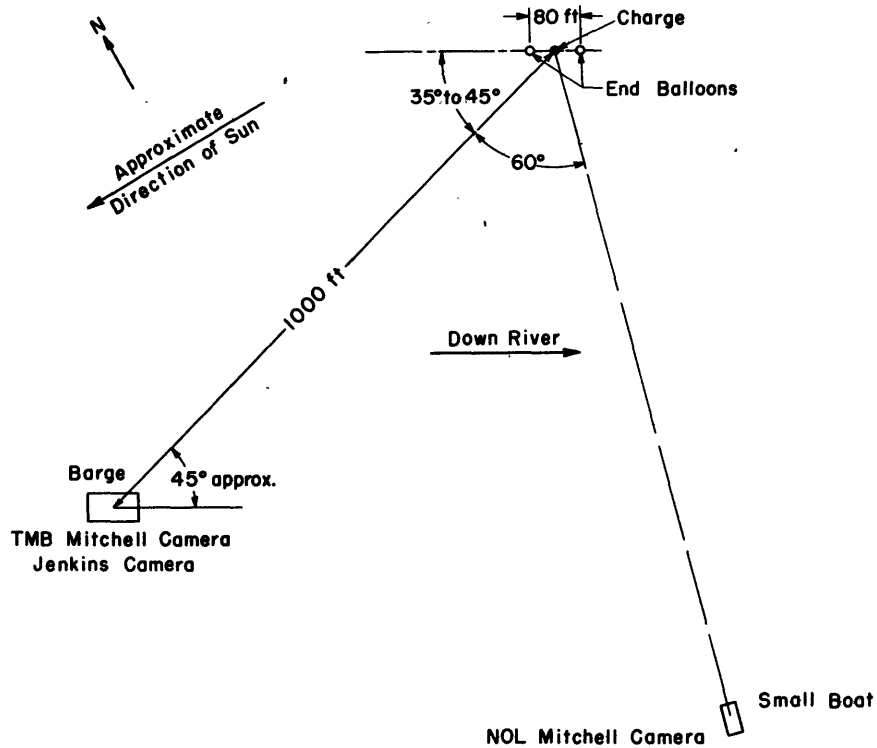 N
80 ft
Charge
35° to 45°
End Balloons
Approximate
Direction of Sun
60°
1000 ft
Down River
Barge
45° approx.
TMB Mitchell Camera
Jenkins Camera
Small Boat
NOL Mitchell Camera